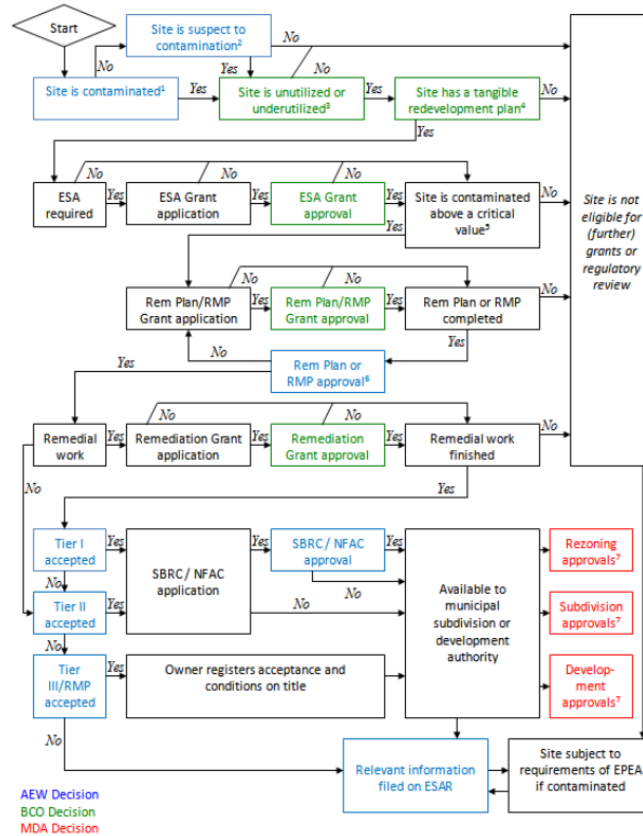 Start
Site is suspect to
contamination²
No
No
No
Yes
Site is contaminated¹
Yes
Site is unutilized or
underutilized³
Yes
Site has a tangible
redevelopment plan⁴
No
Yes
No
No
No
ESA
required
Yes
ESA Grant
application
Yes
ESA Grant
approval
Yes
Site is contaminated
above a critical
value⁵
No
Site is not
eligible for
(further)
grants or
regulatory
review
Yes
No
No
Rem Plan/RMP
Grant application
Yes
Rem Plan/RMP
Grant approval
Yes
Rem Plan or RMP
completed
No
Yes
No
Yes
Rem Plan or
RMP approval⁶
No
No
Remedial
work
Yes
Remediation Grant
application
Yes
Remediation
Grant approval
Yes
Remedial work
finished
No
No
Yes
Tier I
accepted
Yes
SBRC/ NFAC
application
Yes
SBRC/ NFAC
approval
Yes
No
Available to
municipal
subdivision or
development
authority
Rezoning
approvals⁷
No
Tier II
accepted
Yes
No
Subdivision
approvals⁷
No
Tier
III/RMP
accepted
Yes
Owner registers acceptance and
conditions on title
Develop-
ment
approvals⁷
No
Relevant information
filed on ESAR
Site subject to
requirements of EPEA
if contaminated
AEW Decision
BCO Decision
MDA Decision